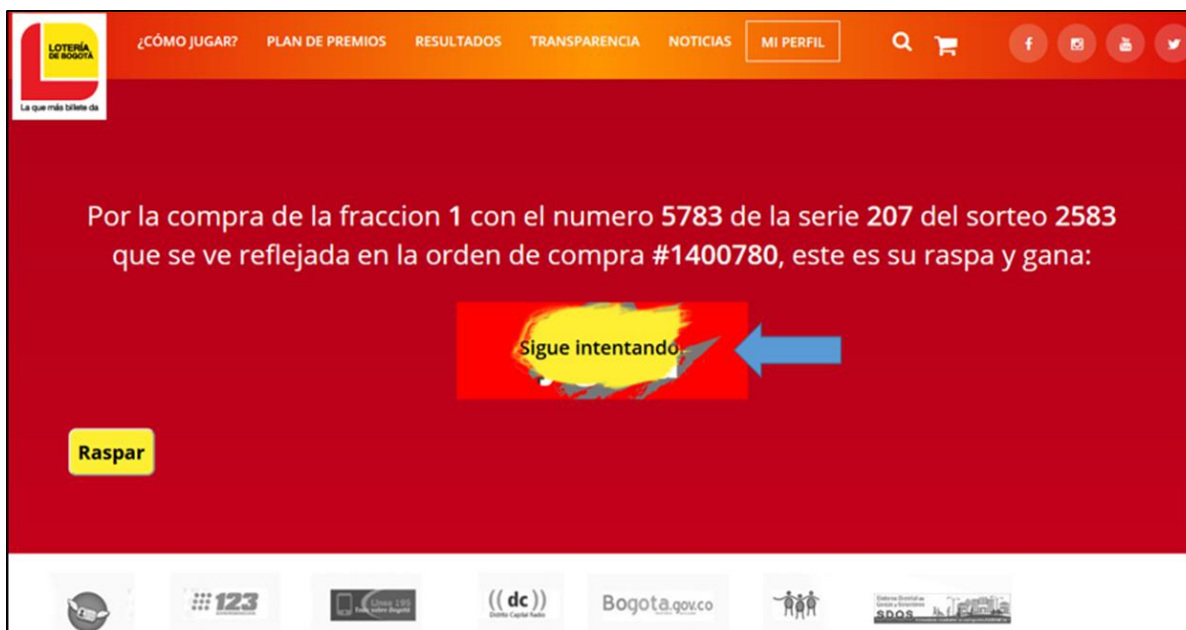 LOTERÍA
DE BOGOTÁ
La que más billete da
¿CÓMO JUGAR? PLAN DE PREMIOS RESULTADOS TRANSPARENCIA NOTICIAS MI PERFIL
Por la compra de la fraccion 1 con el numero 5783 de la serie 207 del sorteo 2583
que se ve reflejada en la orden de compra #1400780, este es su raspa y gana:
Sigue intentando
Raspar
123
Línea 195
((dc))
Distrito Capital Radio
Bogota.gov.co
SDQS